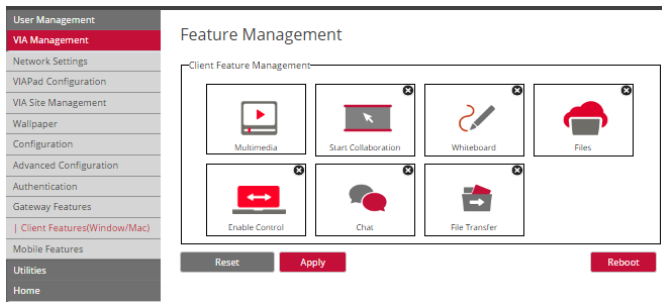 User Management
VIA Management
Network Settings
VIAPad Configuration
VIA Site Management
Wallpaper
Configuration
Advanced Configuration
Authentication
Gateway Features
| Client Features(Window/Mac)
Mobile Features
Utilities
Home
Feature Management
Client Feature Management
Multimedia
Start Collaboration
Whiteboard
Files
Enable Control
Chat
File Transfer
Reset
Apply
Reboot